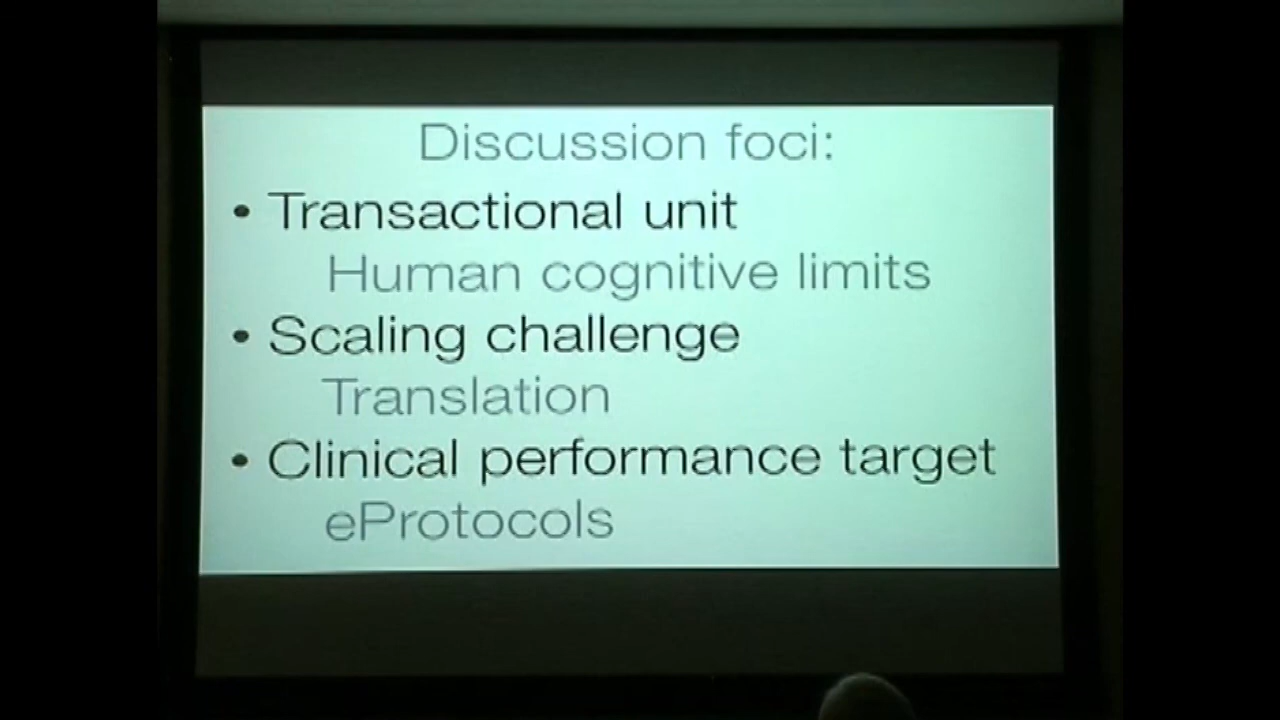 Discussion foci:
• Transactional unit
Human cognitive limits
• Scaling challenge
Translation
• Clinical performance target
eProtocols